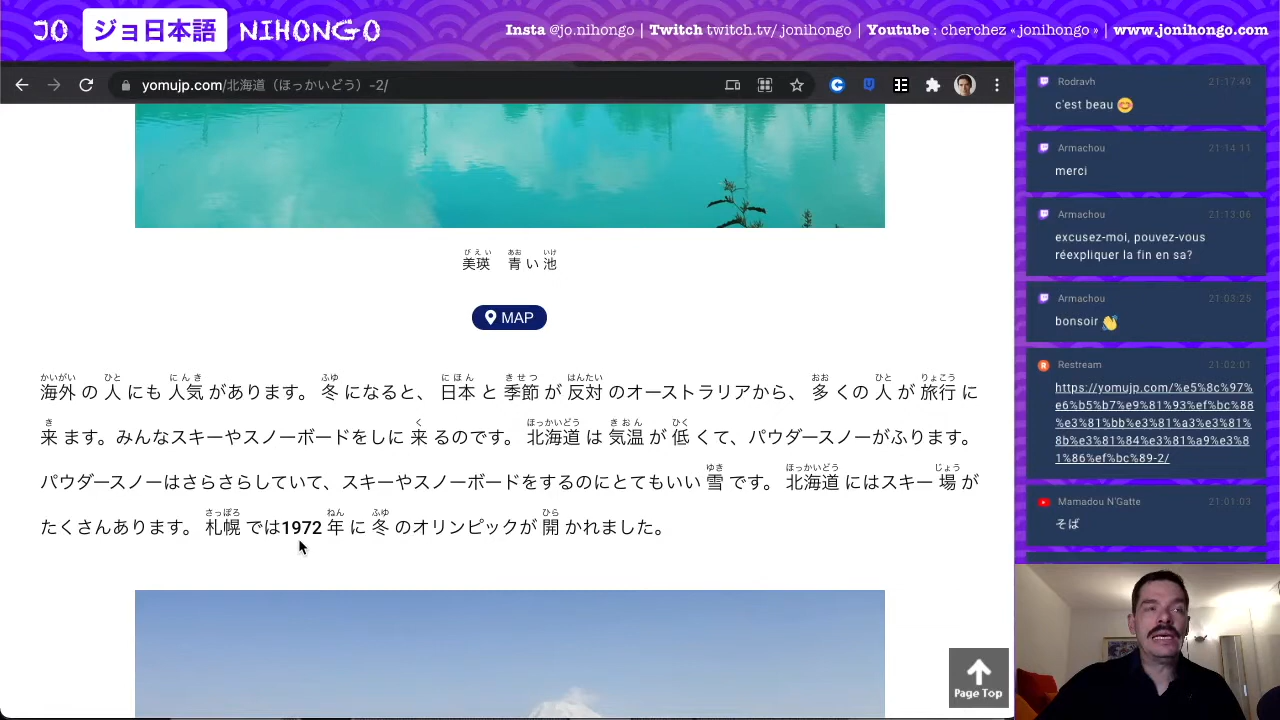 JO ジョ日本語 NIHONGO
Insta @jo.nihongo | Twitch twitch.tv/jonihongo | Youtube : cherchez « jonihongo » | www.jonihongo.com
yomujp.com/北海道（ほっかいどう）-2/
びえい あお いけ
美瑛 青い池
MAP
かいがい ひと にんき ふゆ にほん きせつ はんたい おお ひと りょこう
海外の人にも人気があります。冬になると、日本と季節が反対のオーストラリアから、多くの人が旅行に
き く ほっかいどう きおん ひく
来ます。みんなスキーやスノーボードをしに来るのです。北海道は気温が低くて、パウダースノーがふります。
ゆき ほっかいどう じょう
パウダースノーはさらさらしていて、スキーやスノーボードをするのにとてもいい雪です。北海道にはスキー場が
さっぽろ ねん ふゆ ひら
たくさんあります。札幌では1972年に冬のオリンピックが開かれました。
Page Top
Rodravh 21:17:49
c'est beau 😊
Armachou 21:14:11
merci
Armachou 21:13:06
excusez-moi, pouvez-vous
réexpliquer la fin en sa?
Armachou 21:03:25
bonsoir 👋
Restream 21:02:01
https://yomujp.com/%e5%8c%97%
e6%b5%b7%e9%81%93%ef%bc%88
%e3%81%bb%e3%81%a3%e3%81%8
b%e3%81%84%e3%81%a9%e3%8
1%86%ef%bc%89-2/
Mamadou N'Gatte 21:01:03
そば